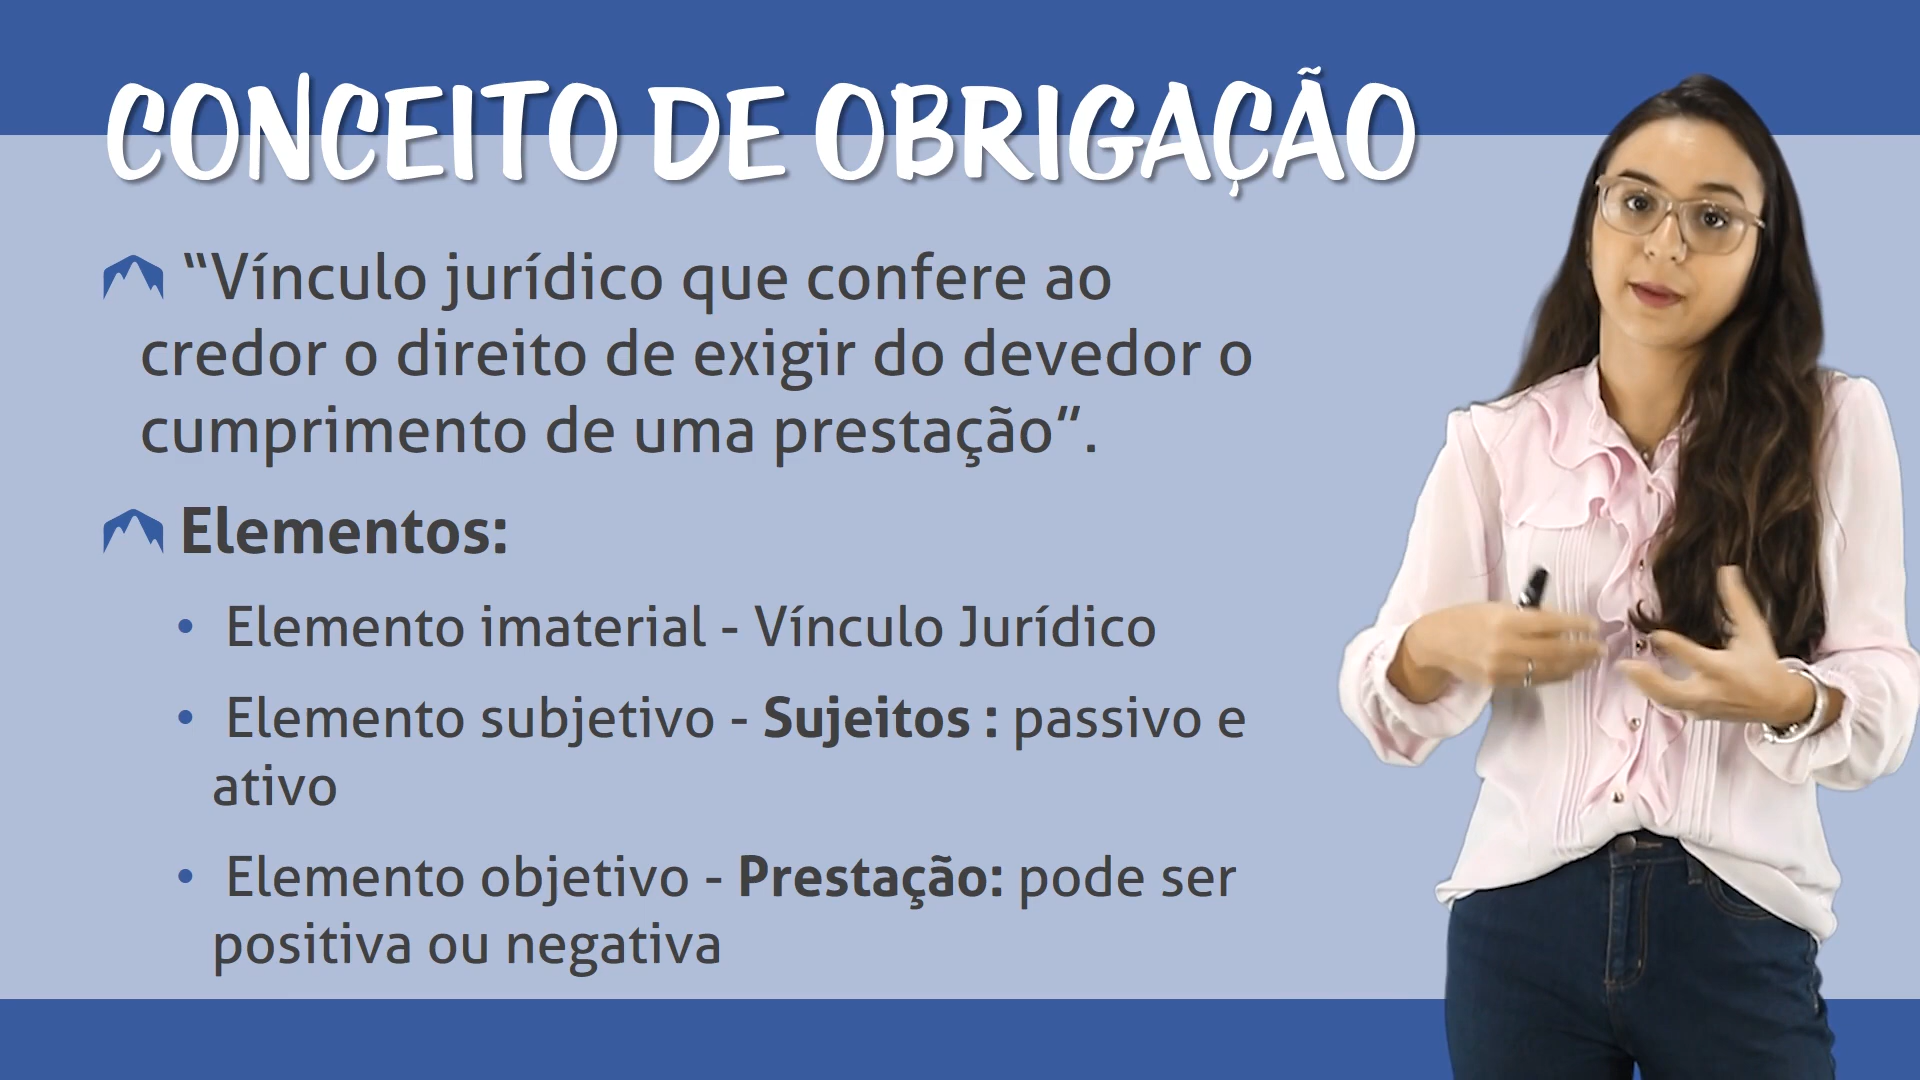 CONCEITO DE OBRIGAÇÃO
“Vínculo jurídico que confere ao
credor o direito de exigir do devedor o
cumprimento de uma prestação”.
Elementos:
• Elemento imaterial - Vínculo Jurídico
• Elemento subjetivo - Sujeitos : passivo e
ativo
• Elemento objetivo - Prestação: pode ser
positiva ou negativa